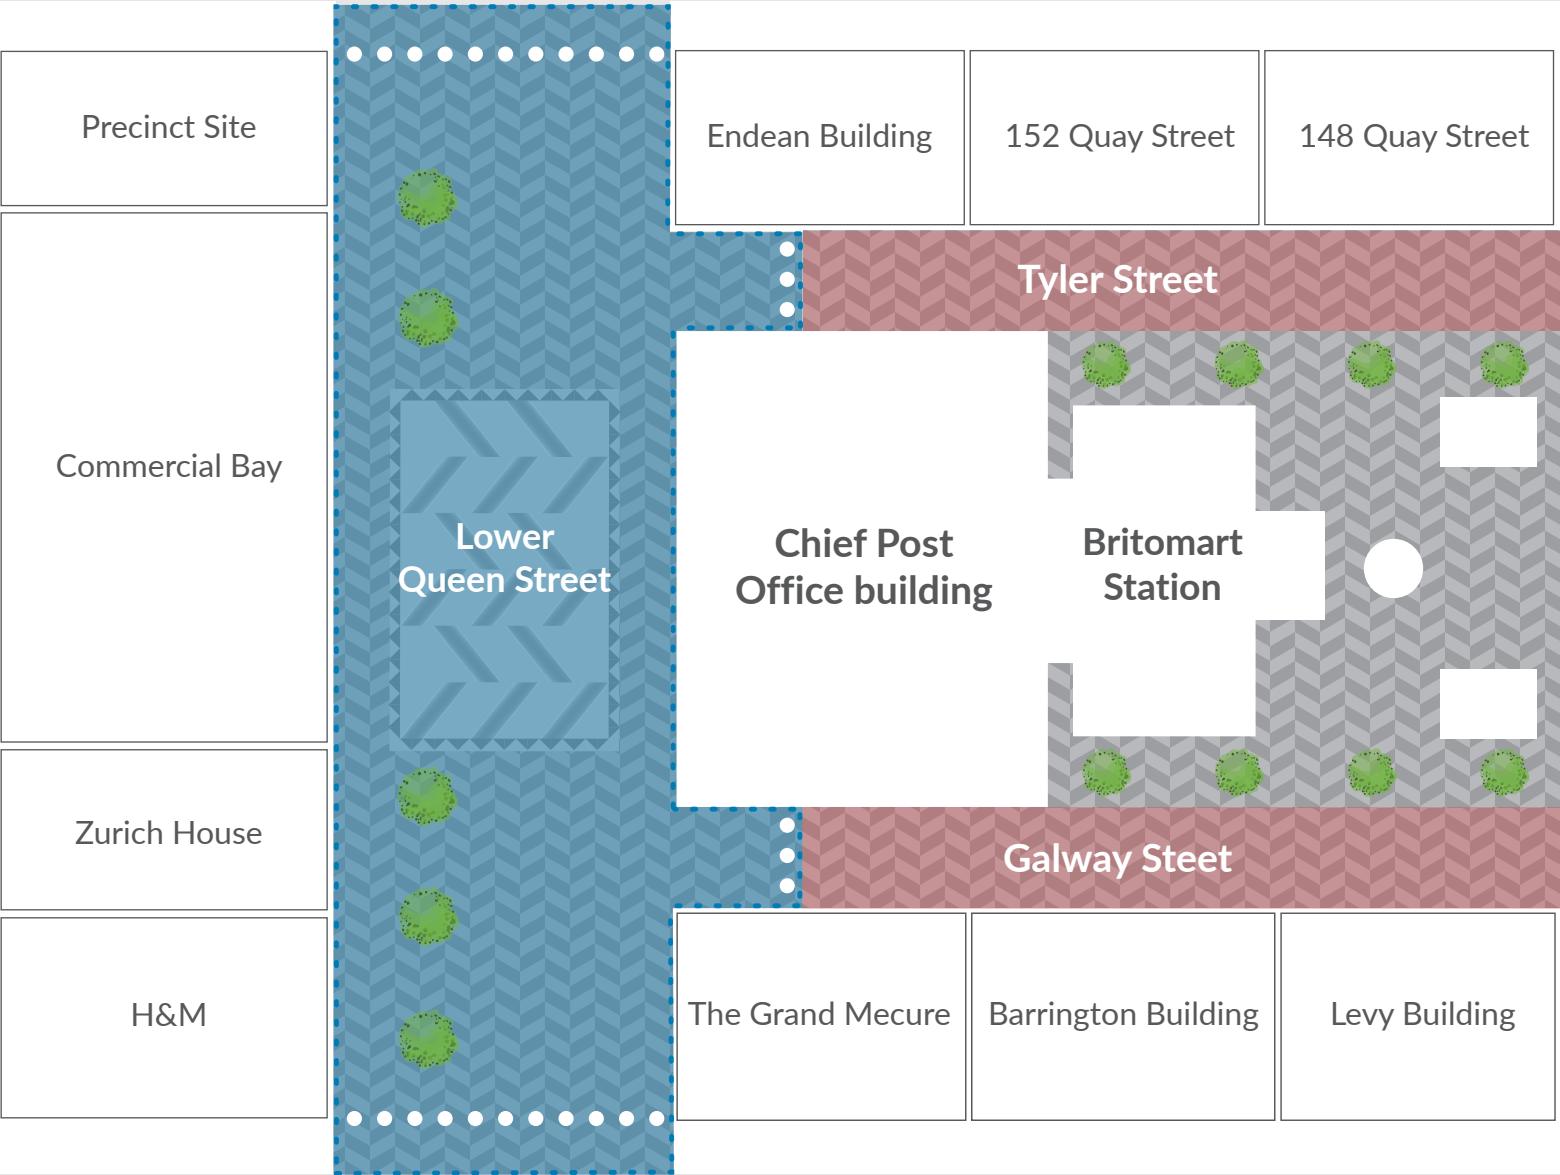 Precinct Site
Endean Building
152 Quay Street
148 Quay Street
Tyler Street
Commercial Bay
Lower
Queen Street
Chief Post
Office building
Britomart
Station
Zurich House
Galway Steet
H&M
The Grand Mecure
Barrington Building
Levy Building